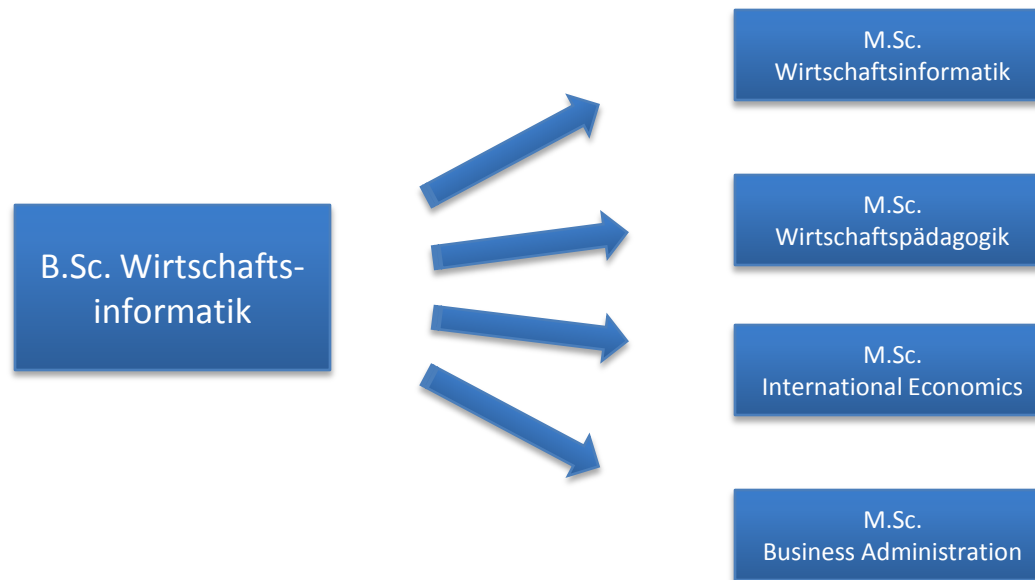 B.Sc. Wirtschafts-
informatik
M.Sc.
Wirtschaftsinformatik
M.Sc.
Wirtschaftspädagogik
M.Sc.
International Economics
M.Sc.
Business Administration